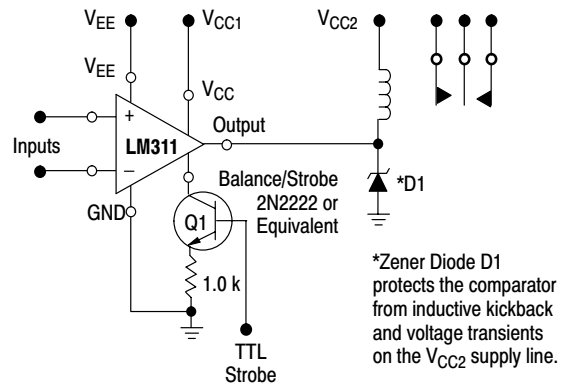 VEE
VCC1
VCC2
VEE
VCC
+
Inputs
LM311
Output
−
GND
Balance/Strobe
2N2222 or
Equivalent
Q1
*D1
1.0 k
TTL
Strobe
*Zener Diode D1
protects the comparator
from inductive kickback
and voltage transients
on the VCC2 supply line.